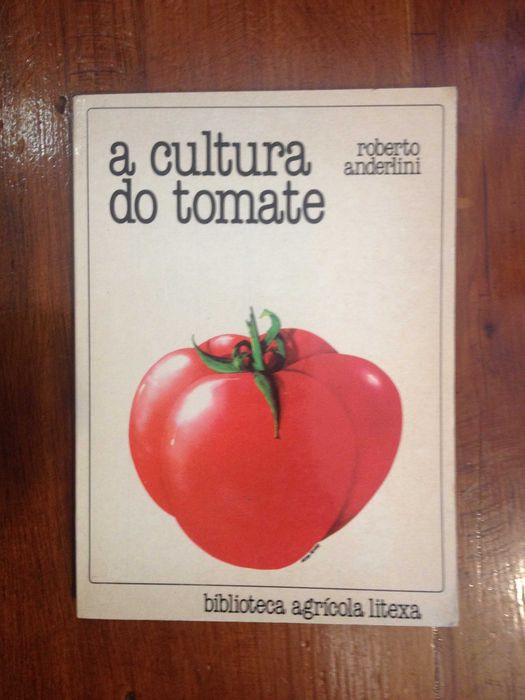 a cultura
do tomate
roberto
anderlini
biblioteca agrícola litexa